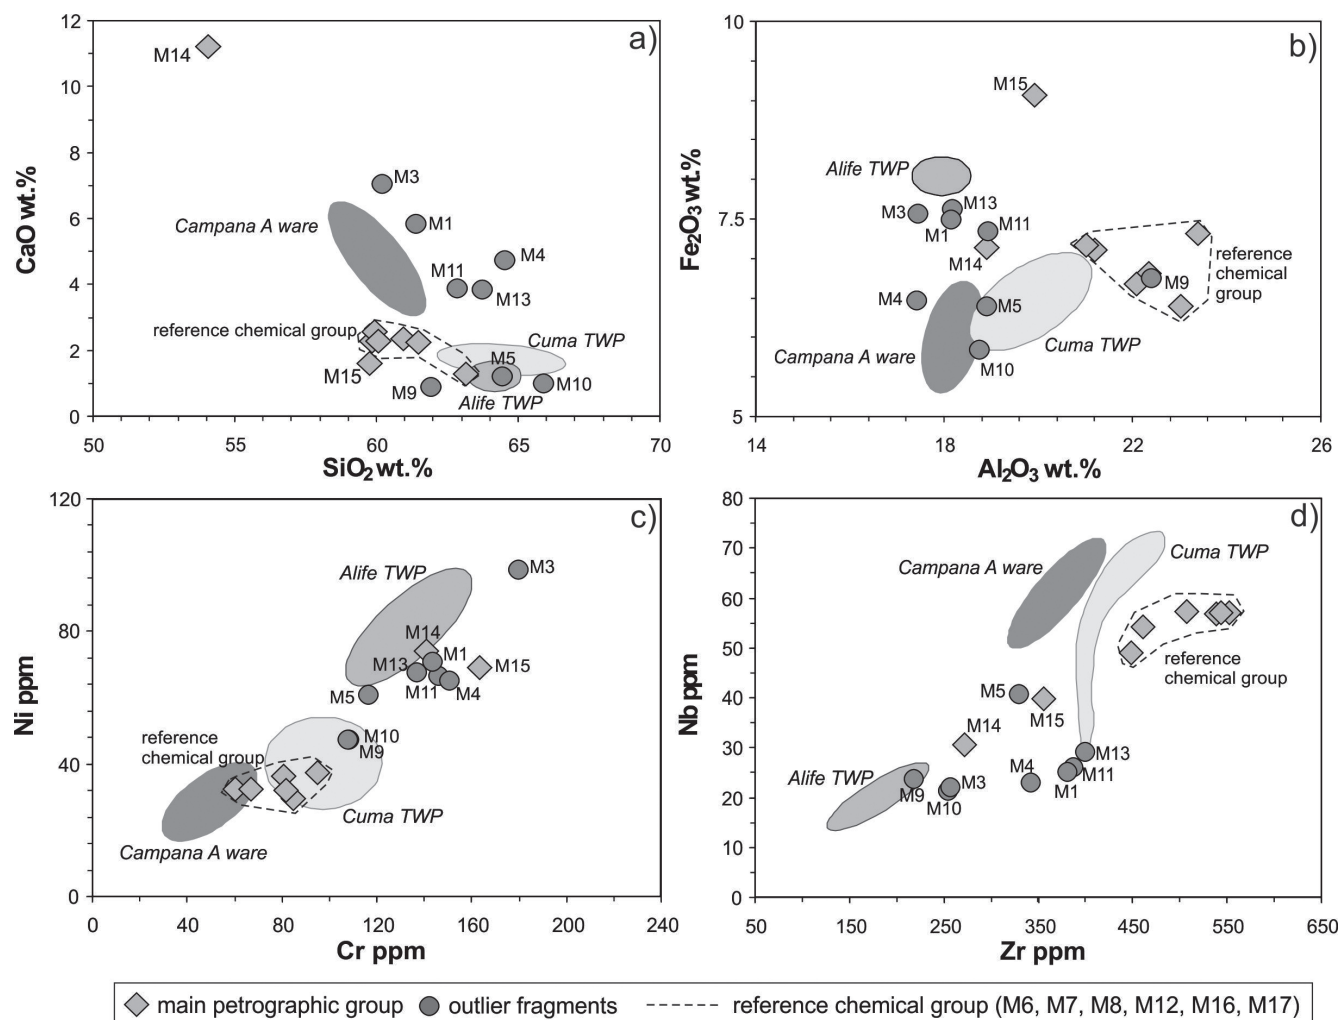 a)
12
10
8
6
4
2
0
CaO wt.%
M14
M3
Campana A ware
M1
M4
M11
M13
reference chemical group
Cuma TWP
M5
M15
M9
M10
Alife TWP
50
55
60
65
70
SiO₂ wt.%
b)
10
7.5
5
Fe₂O₃ wt.%
M15
Alife TWP
M13
M3
M1
M11
M14
reference
chemical
group
M9
M4
M5
Campana A ware
Cuma TWP
M10
14
18
22
26
Al₂O₃ wt.%
c)
120
80
40
0
Ni ppm
M3
Alife TWP
M14
M1
M13
M15
M11
M4
M5
reference
chemical group
M10
M9
Cuma TWP
Campana A ware
0
40
80
120
160
200
240
Cr ppm
d)
80
70
60
50
40
30
20
10
0
Nb ppm
Cuma TWP
Campana A ware
reference
chemical group
M5
M15
M14
M13
M4
M11
M1
Alife TWP
M9
M3
M10
50
150
250
350
450
550
650
Zr ppm
main petrographic group outlier fragments reference chemical group (M6, M7, M8, M12, M16, M17)